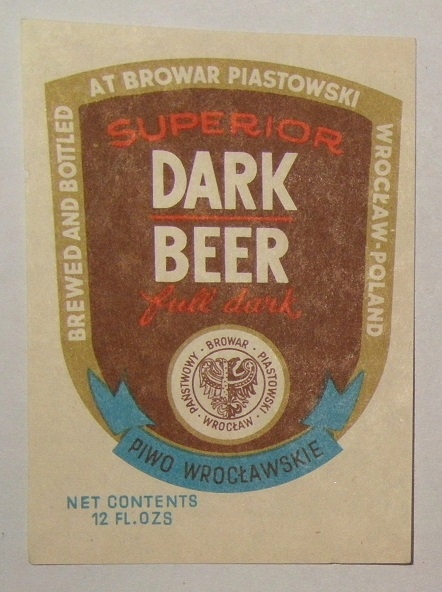 BREWED AND BOTTLED
AT BROWAR PIASTOWSKI
WROCŁAW-POLAND
SUPERIOR
DARK
BEER
full dark
PAŃSTWOWY · BROWAR · PIASTOWSKI
· WROCŁAW ·
PIWO WROCŁAWSKIE
NET CONTENTS
12 FL.OZS